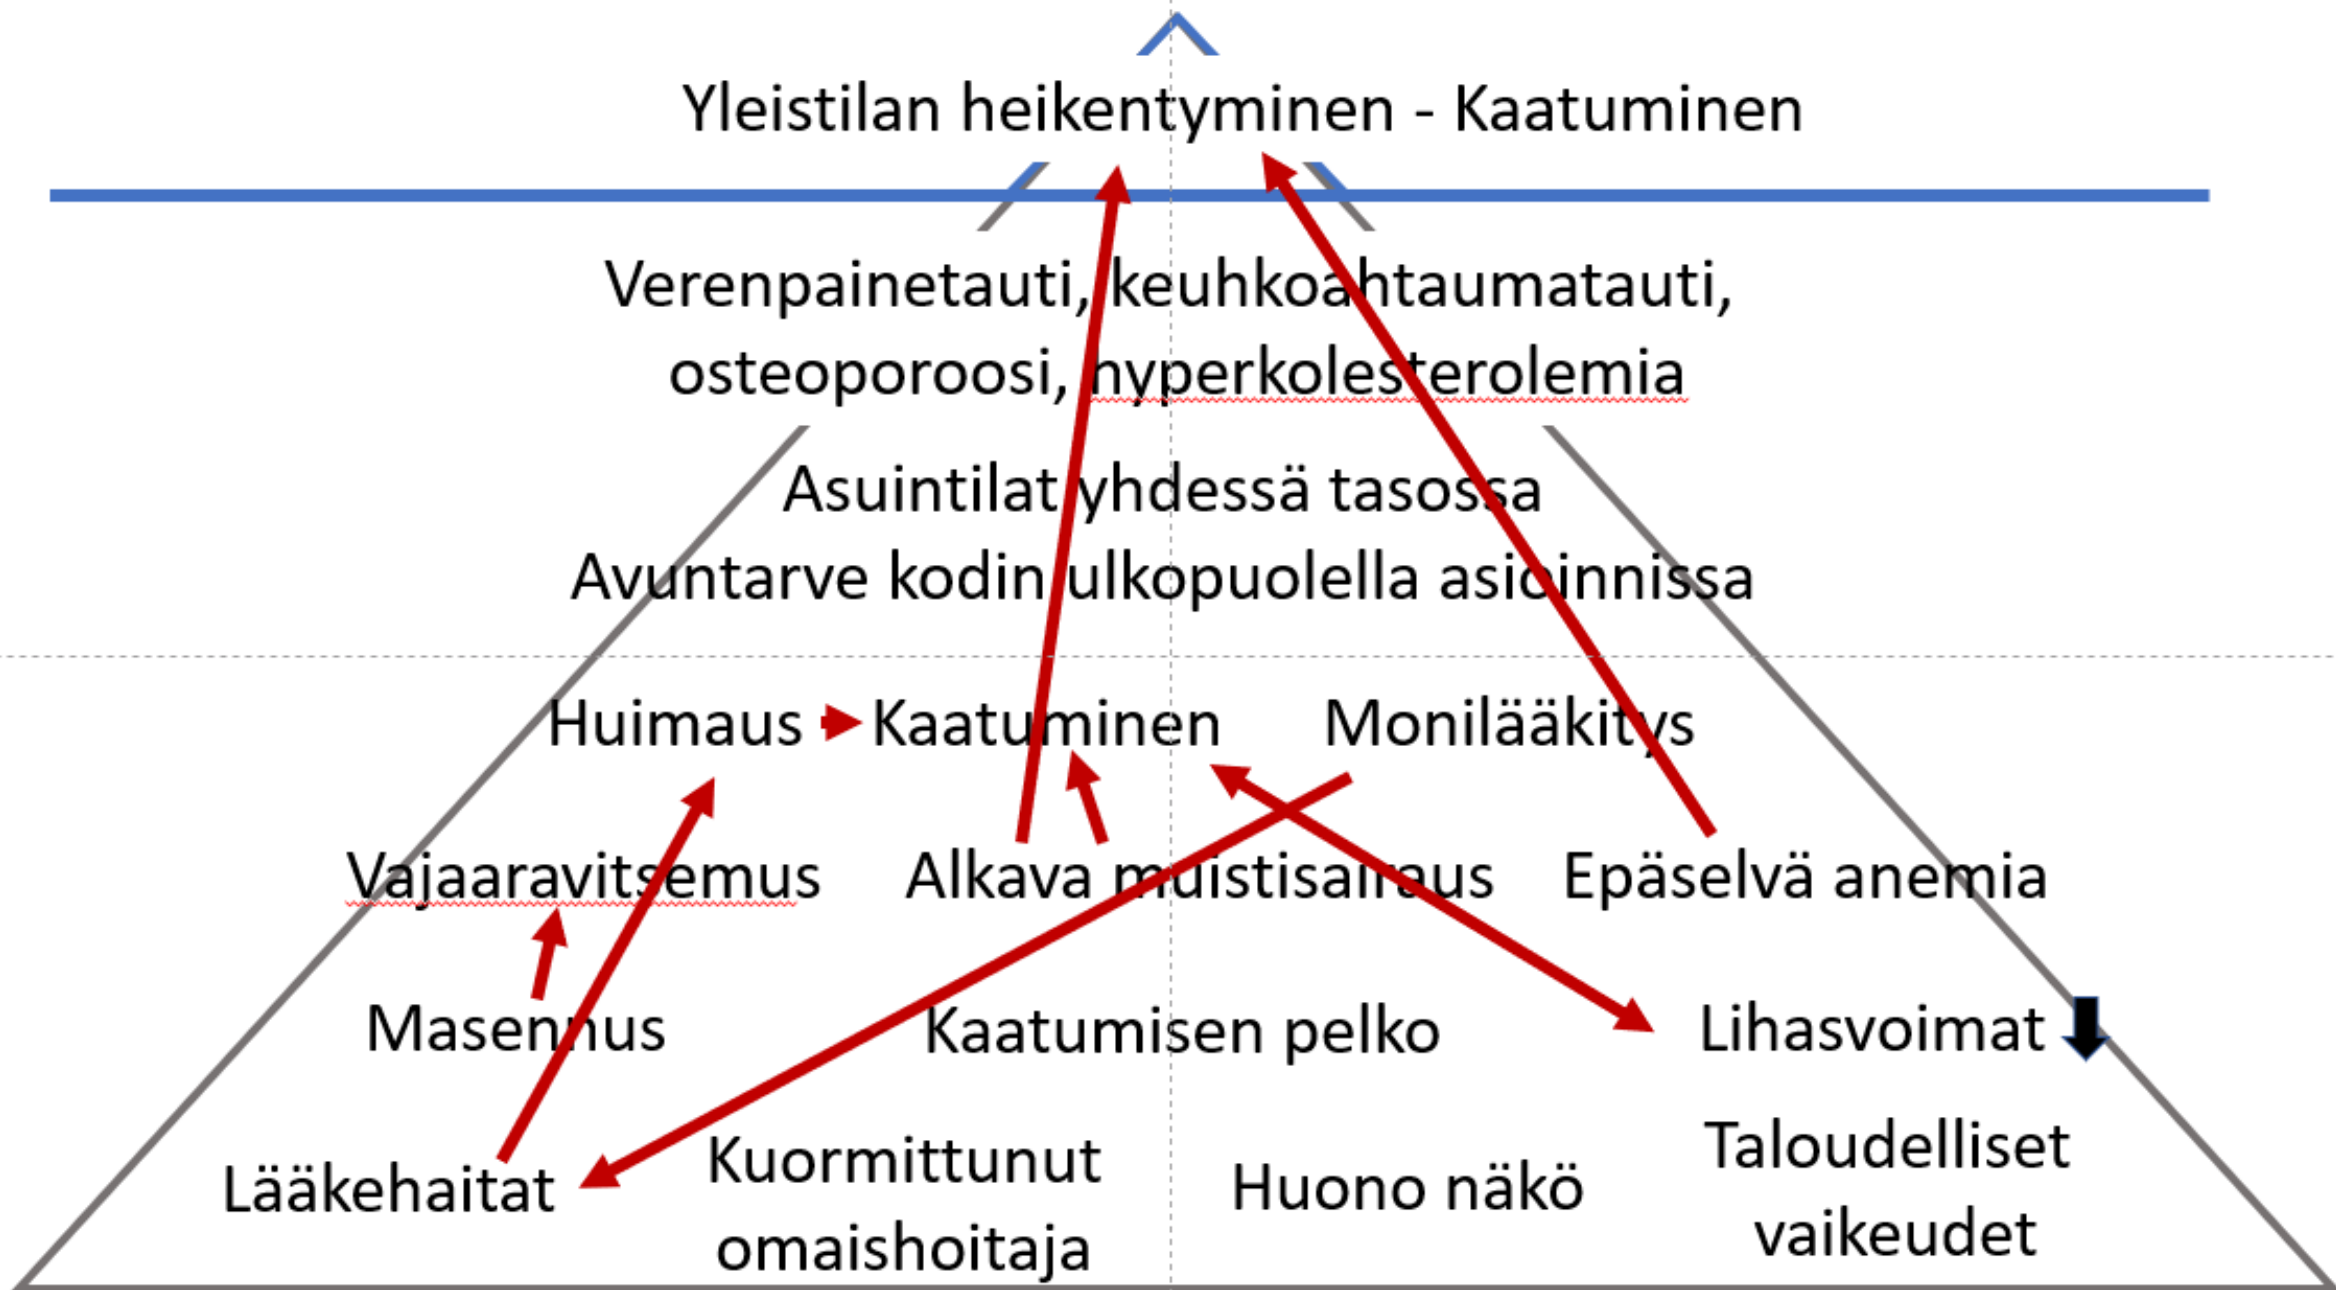 Yleistilan heikentyminen - Kaatuminen
Verenpainetauti, keuhkoahtaumatauti,
osteoporoosi, hyperkolesterolemia
Asuintilat yhdessä tasossa
Avuntarve kodin ulkopuolella asioinnissa
Huimaus Kaatuminen Monilääkitys
Vajaaravitsemus Alkava muistisairaus Epäselvä anemia
Masennus Kaatumisen pelko Lihasvoimat
Lääkehaitat
Kuormittunut
omaishoitaja
Huono näkö
Taloudelliset
vaikeudet